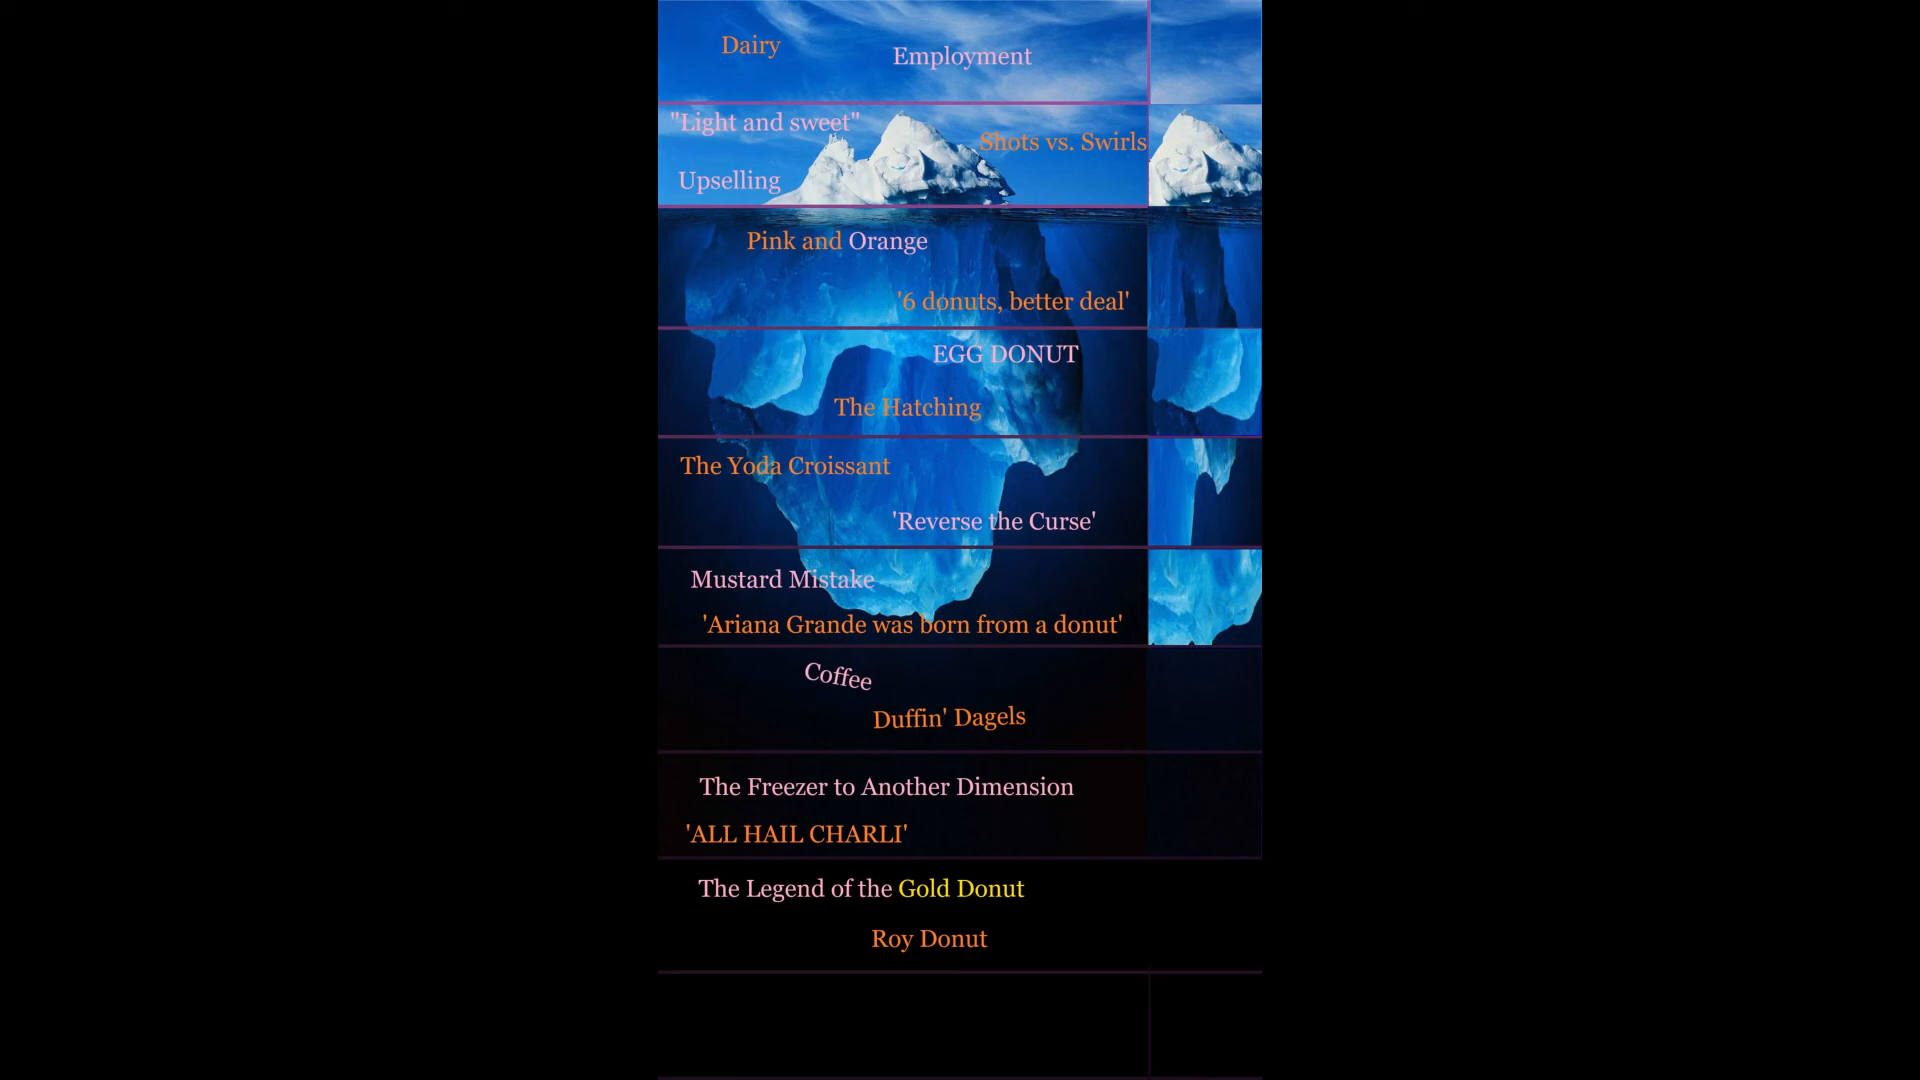 Dairy
Employment
"Light and sweet"
Shots vs. Swirls
Upselling
Pink and Orange
'6 donuts, better deal'
EGG DONUT
The Hatching
The Yoda Croissant
'Reverse the Curse'
Mustard Mistake
'Ariana Grande was born from a donut'
Coffee
Duffin' Dagels
The Freezer to Another Dimension
'ALL HAIL CHARLI'
The Legend of the Gold Donut
Roy Donut